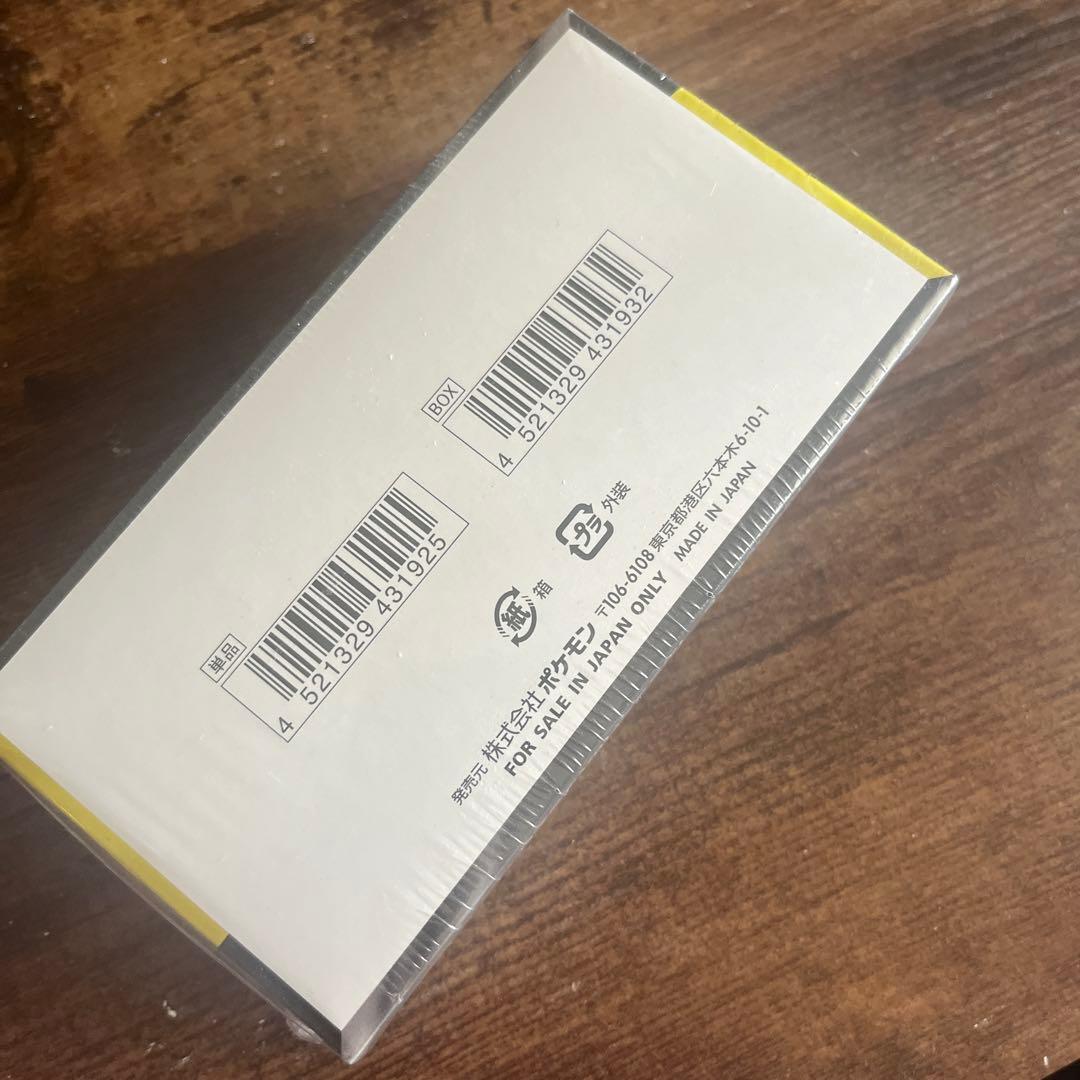 BOX
4 521329 431932
単品
4 521329 431925
紙 箱
プラ 外装
発売元 株式会社 ポケモン 〒106-6108 東京都港区六本木6-10-1
FOR SALE IN JAPAN ONLY MADE IN JAPAN